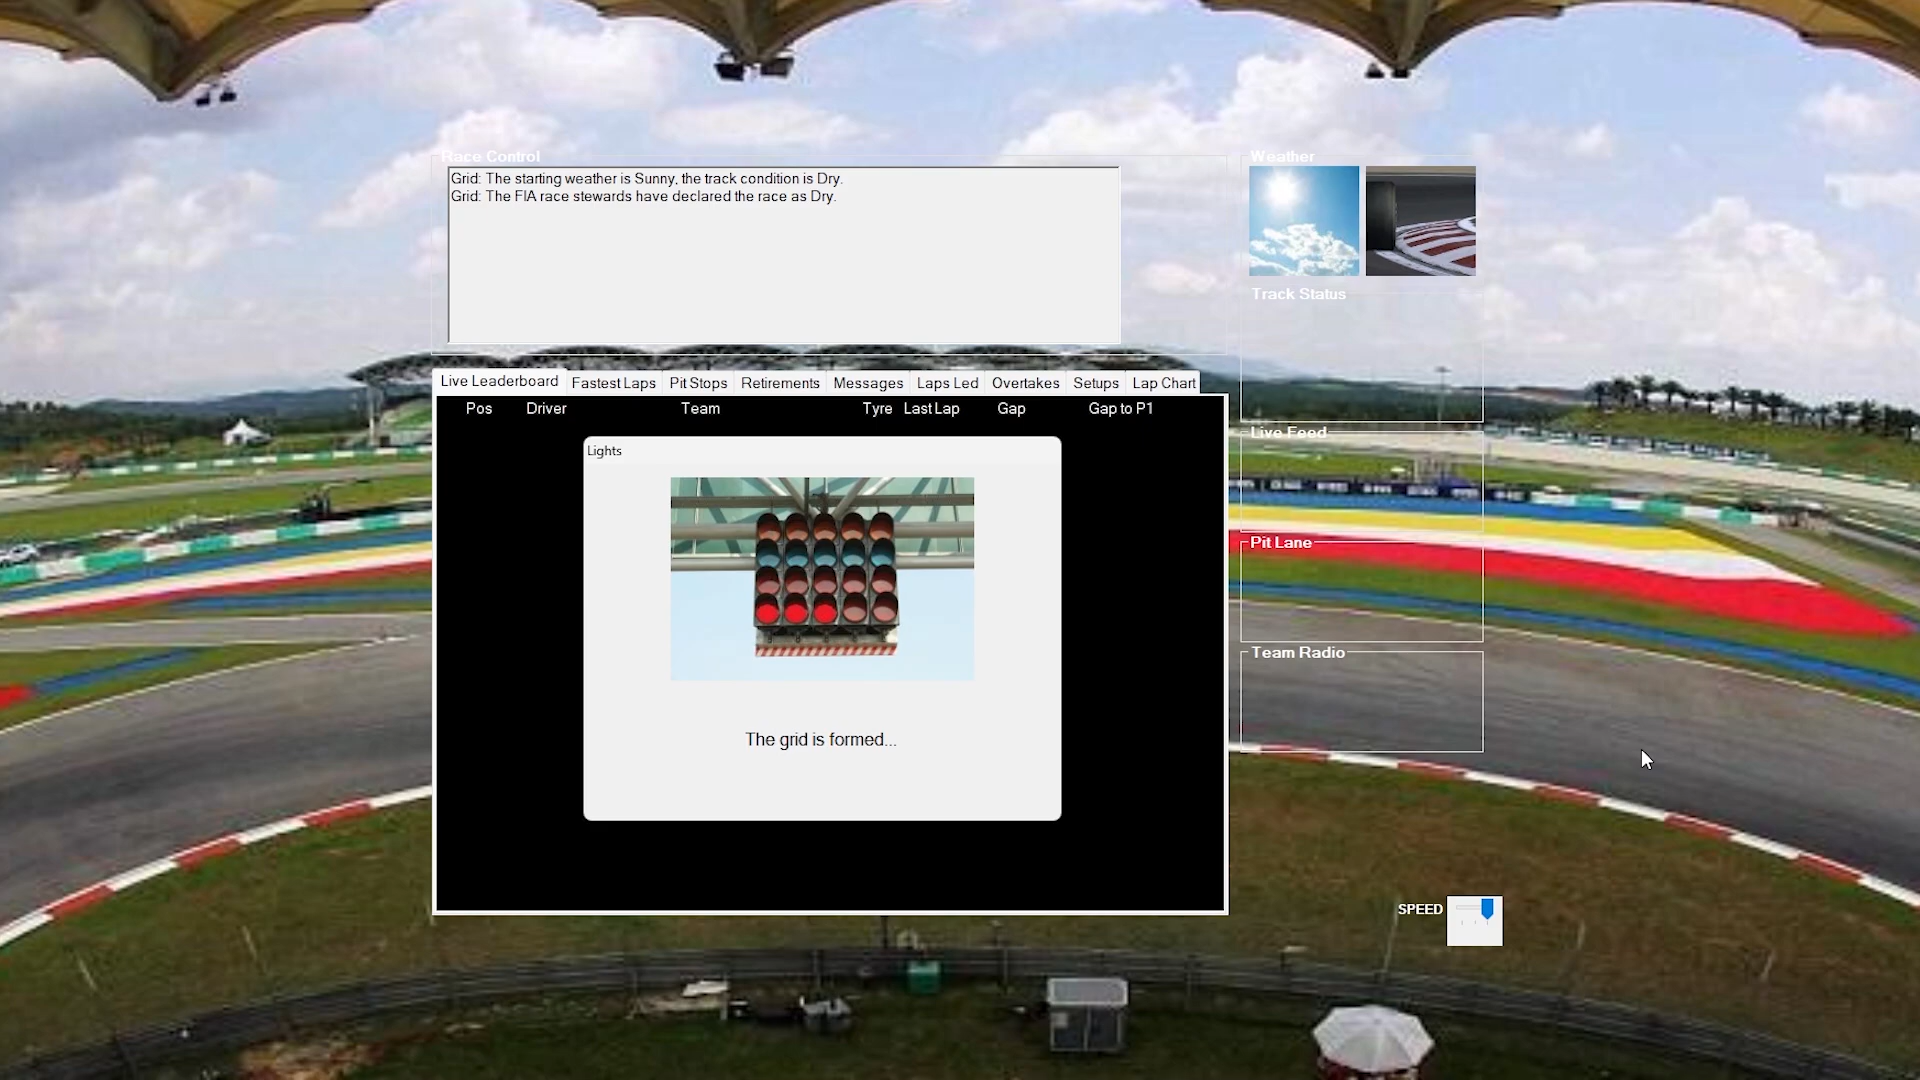 Race Control
Grid: The starting weather is Sunny, the track condition is Dry.
Grid: The FIA race stewards have declared the race as Dry.
Weather
Track Status
Live Leaderboard Fastest Laps Pit Stops Retirements Messages Laps Led Overtakes Setups Lap Chart
Pos Driver Team Tyre Last Lap Gap Gap to P1
Live Feed
Lights
The grid is formed...
Pit Lane
Team Radio
SPEED